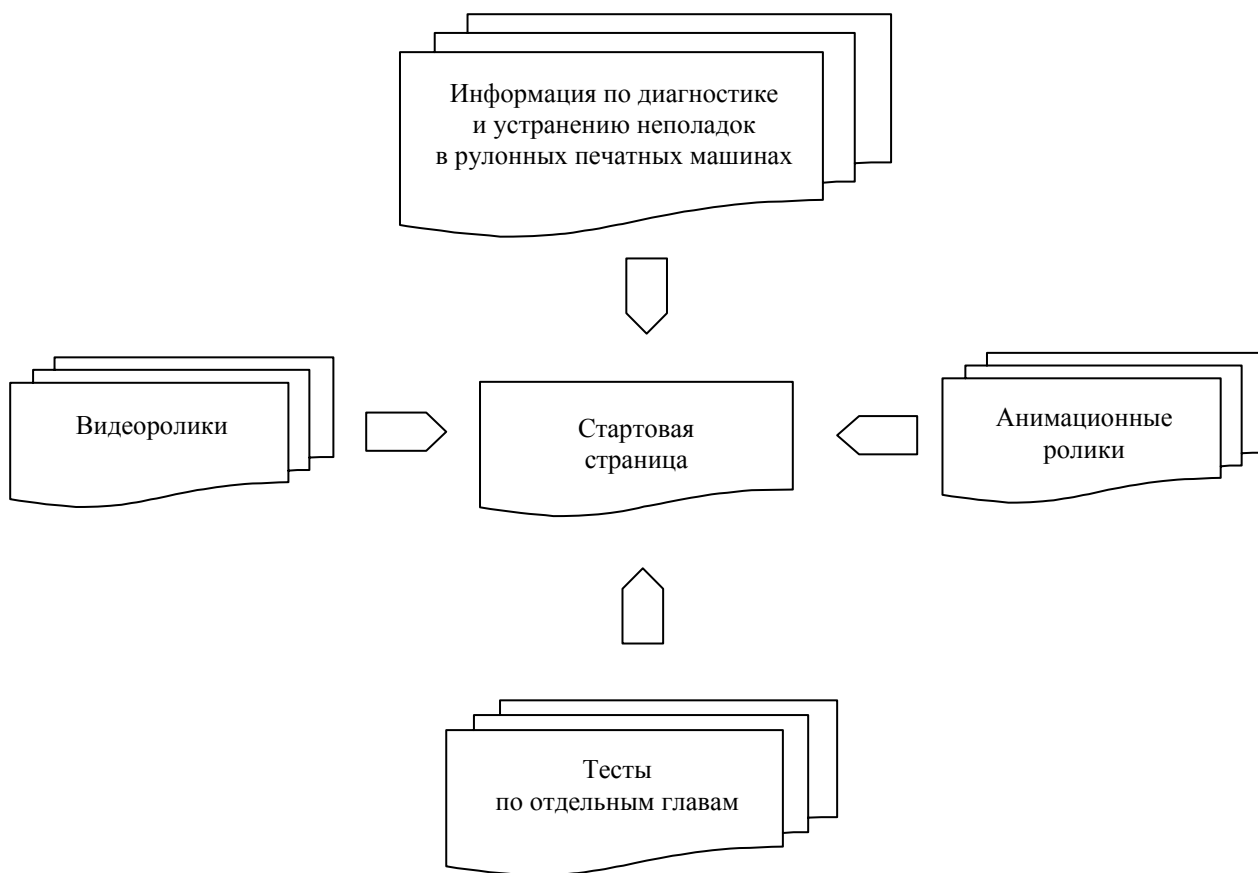 Информация по диагностике
и устранению неполадок
в рулонных печатных машинах
Видеоролики
Стартовая
страница
Анимационные
ролики
Тесты
по отдельным главам